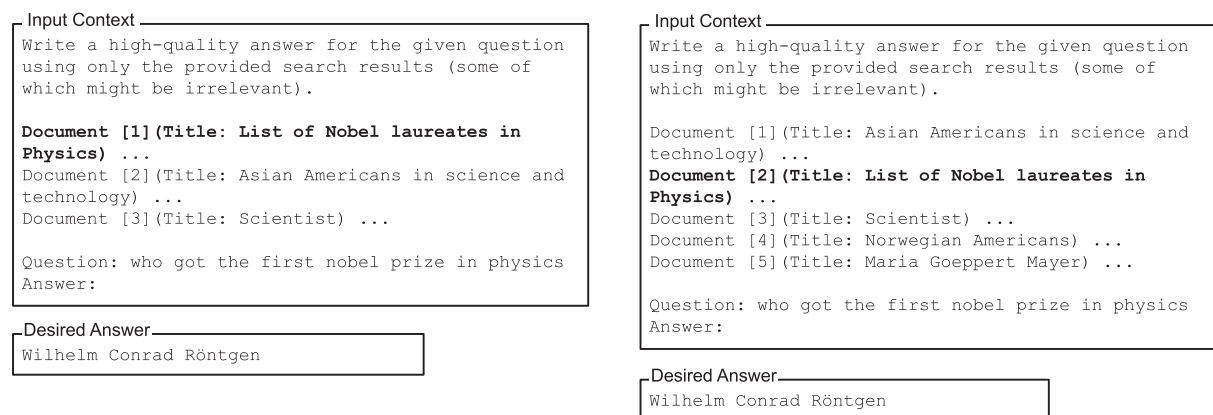 Input Context
Write a high-quality answer for the given question
using only the provided search results (some of
which might be irrelevant).
Document [1](Title: List of Nobel laureates in
Physics) ...
Document [2](Title: Asian Americans in science and
technology) ...
Document [3](Title: Scientist) ...
Question: who got the first nobel prize in physics
Answer:
Desired Answer
Wilhelm Conrad Röntgen
Input Context
Write a high-quality answer for the given question
using only the provided search results (some of
which might be irrelevant).
Document [1](Title: Asian Americans in science and
technology) ...
Document [2](Title: List of Nobel laureates in
Physics) ...
Document [3](Title: Scientist) ...
Document [4](Title: Norwegian Americans) ...
Document [5](Title: Maria Goeppert Mayer) ...
Question: who got the first nobel prize in physics
Answer:
Desired Answer
Wilhelm Conrad Röntgen